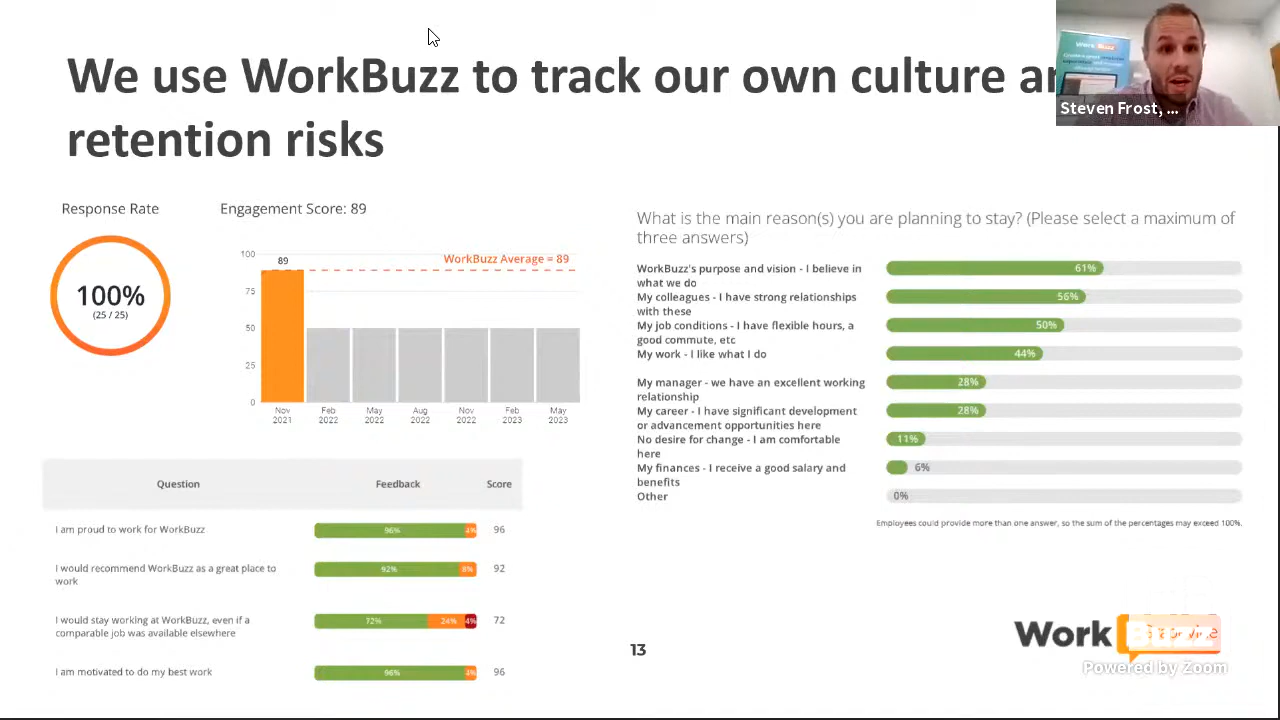 We use WorkBuzz to track our own culture
retention risks
Steven Frost, ...
Work Buzz
Response Rate
100%
(25 / 25)
Engagement Score: 89
100
75
50
25
0
89
WorkBuzz Average = 89
Nov
2021
Feb
2022
May
2022
Aug
2022
Nov
2022
Feb
2023
May
2023
Question Feedback Score
I am proud to work for WorkBuzz 96% 4% 96
I would recommend WorkBuzz as a great place to
work
92% 8% 92
I would stay working at WorkBuzz, even if a
comparable job was available elsewhere
72% 24% 4% 72
I am motivated to do my best work 96% 4% 96
What is the main reason(s) you are planning to stay? (Please select a maximum of
three answers)
WorkBuzz's purpose and vision - I believe in
what we do
61%
My colleagues - I have strong relationships
with these
56%
My job conditions - I have flexible hours, a
good commute, etc
50%
My work - I like what I do 44%
My manager - we have an excellent working
relationship
28%
My career - I have significant development
or advancement opportunities here
28%
No desire for change - I am comfortable
here
11%
My finances - I receive a good salary and
benefits
6%
Other 0%
Employees could provide more than one answer, so the sum of the percentages may exceed 100%.
13
Work Buzz
Powered by Zoom